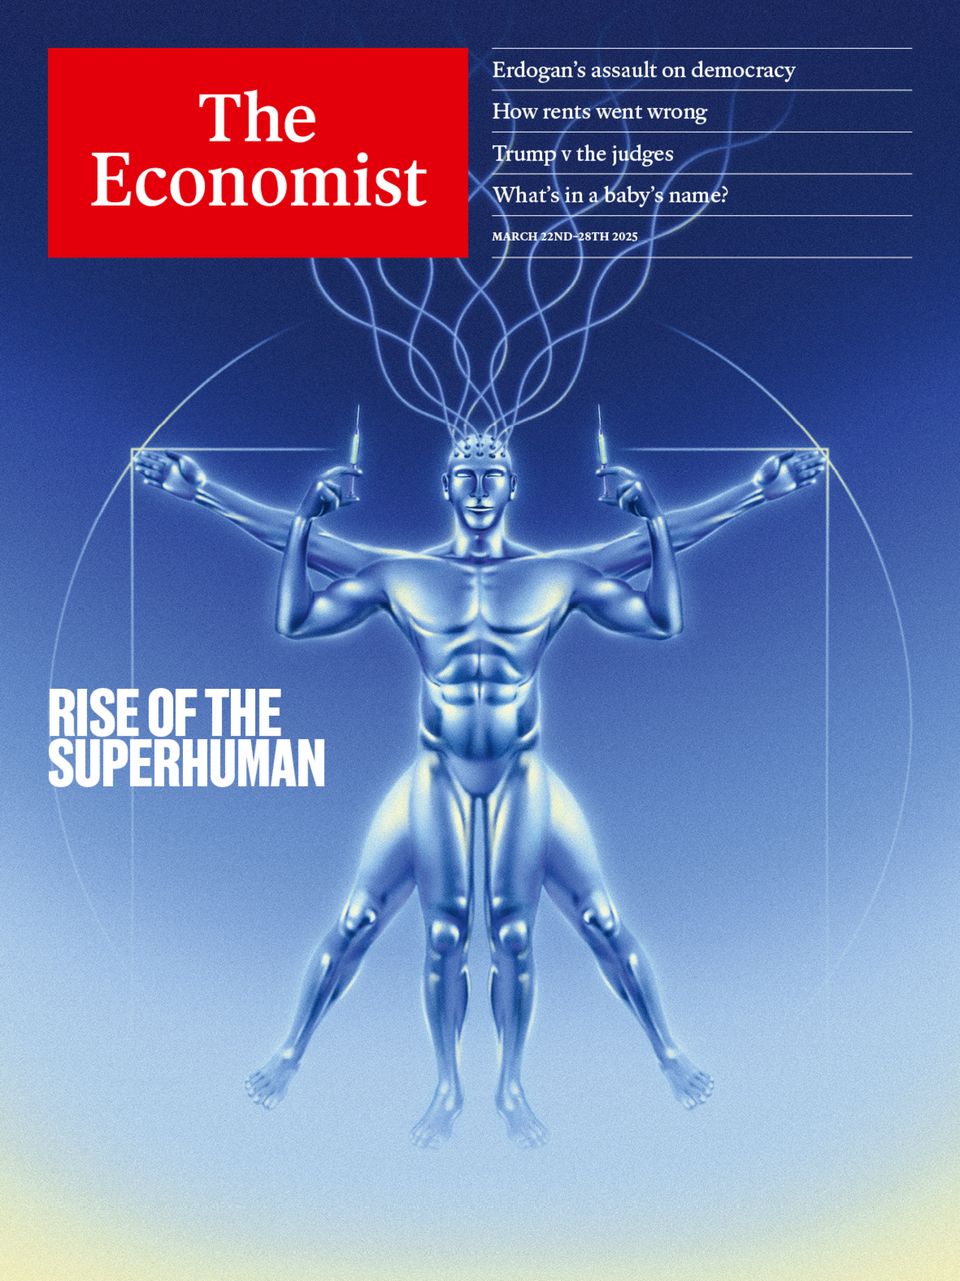 The
Economist
Erdogan’s assault on democracy
How rents went wrong
Trump v the judges
What’s in a baby’s name?
MARCH 22ND–28TH 2025
RISE OF THE
SUPERHUMAN